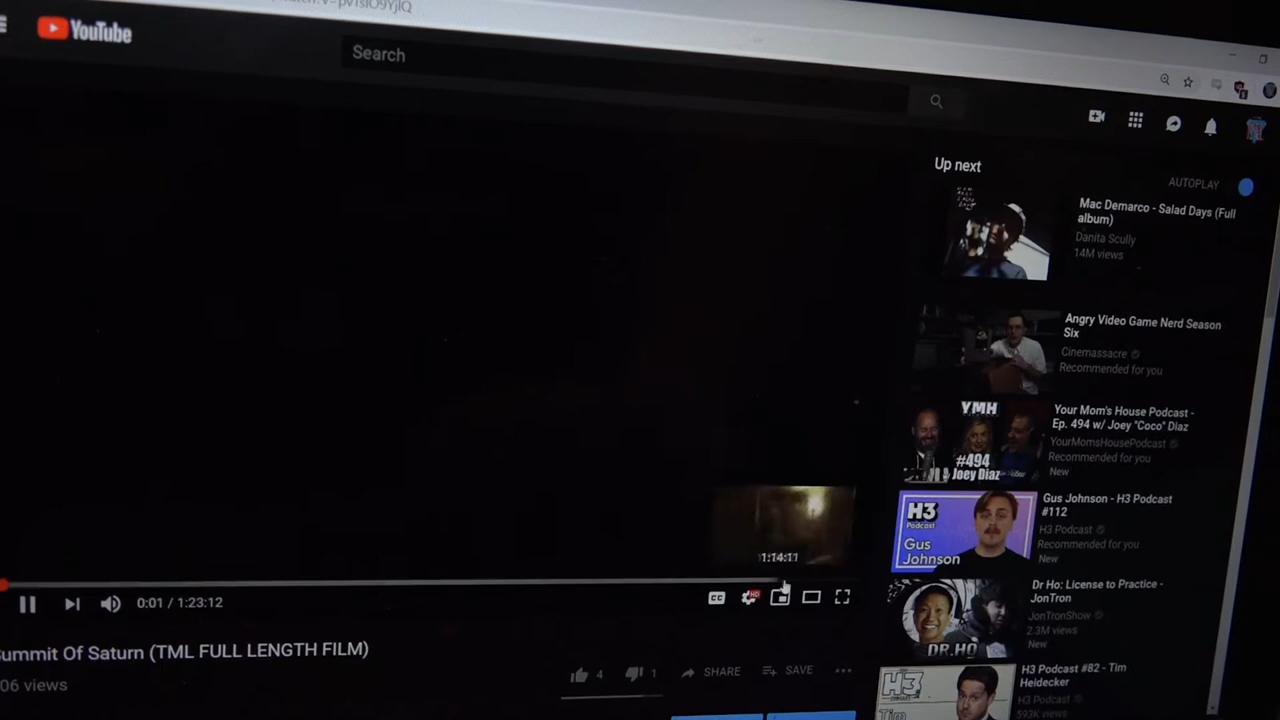 YouTube
Search
Up next
AUTOPLAY
Mac Demarco - Salad Days (Full
album)
Danita Scully
14M views
Angry Video Game Nerd Season
Six
Cinemassacre
Recommended for you
YMH
#494
Joey Diaz
Your Mom's House Podcast -
Ep. 494 w/ Joey "Coco" Diaz
YourMomsHousePodcast
Recommended for you
New
H3
Podcast
Gus
Johnson
Gus Johnson - H3 Podcast
#112
H3 Podcast
Recommended for you
New
DR.HO
Dr Ho: License to Practice -
JonTron
JonTronShow
2.3M views
New
H3
Tim
H3 Podcast #82 - Tim
Heidecker
H3 Podcast
593K views
1:14:11
0:01 / 1:23:12
CC
HD
ummit Of Saturn (TML FULL LENGTH FILM)
06 views
4
1
SHARE
SAVE